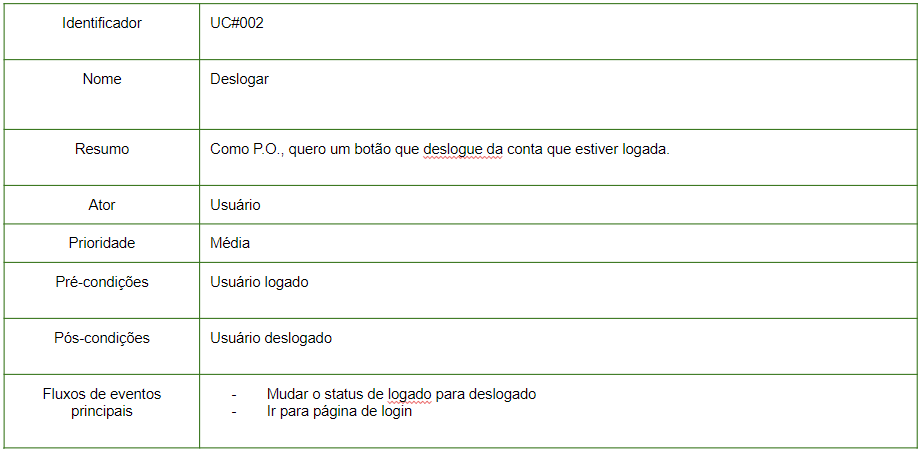 Identificador UC#002
Nome Deslogar
Resumo Como P.O., quero um botão que deslogue da conta que estiver logada.
Ator Usuário
Prioridade Média
Pré-condições Usuário logado
Pós-condições Usuário deslogado
Fluxos de eventos principais
- Mudar o status de logado para deslogado
- Ir para página de login